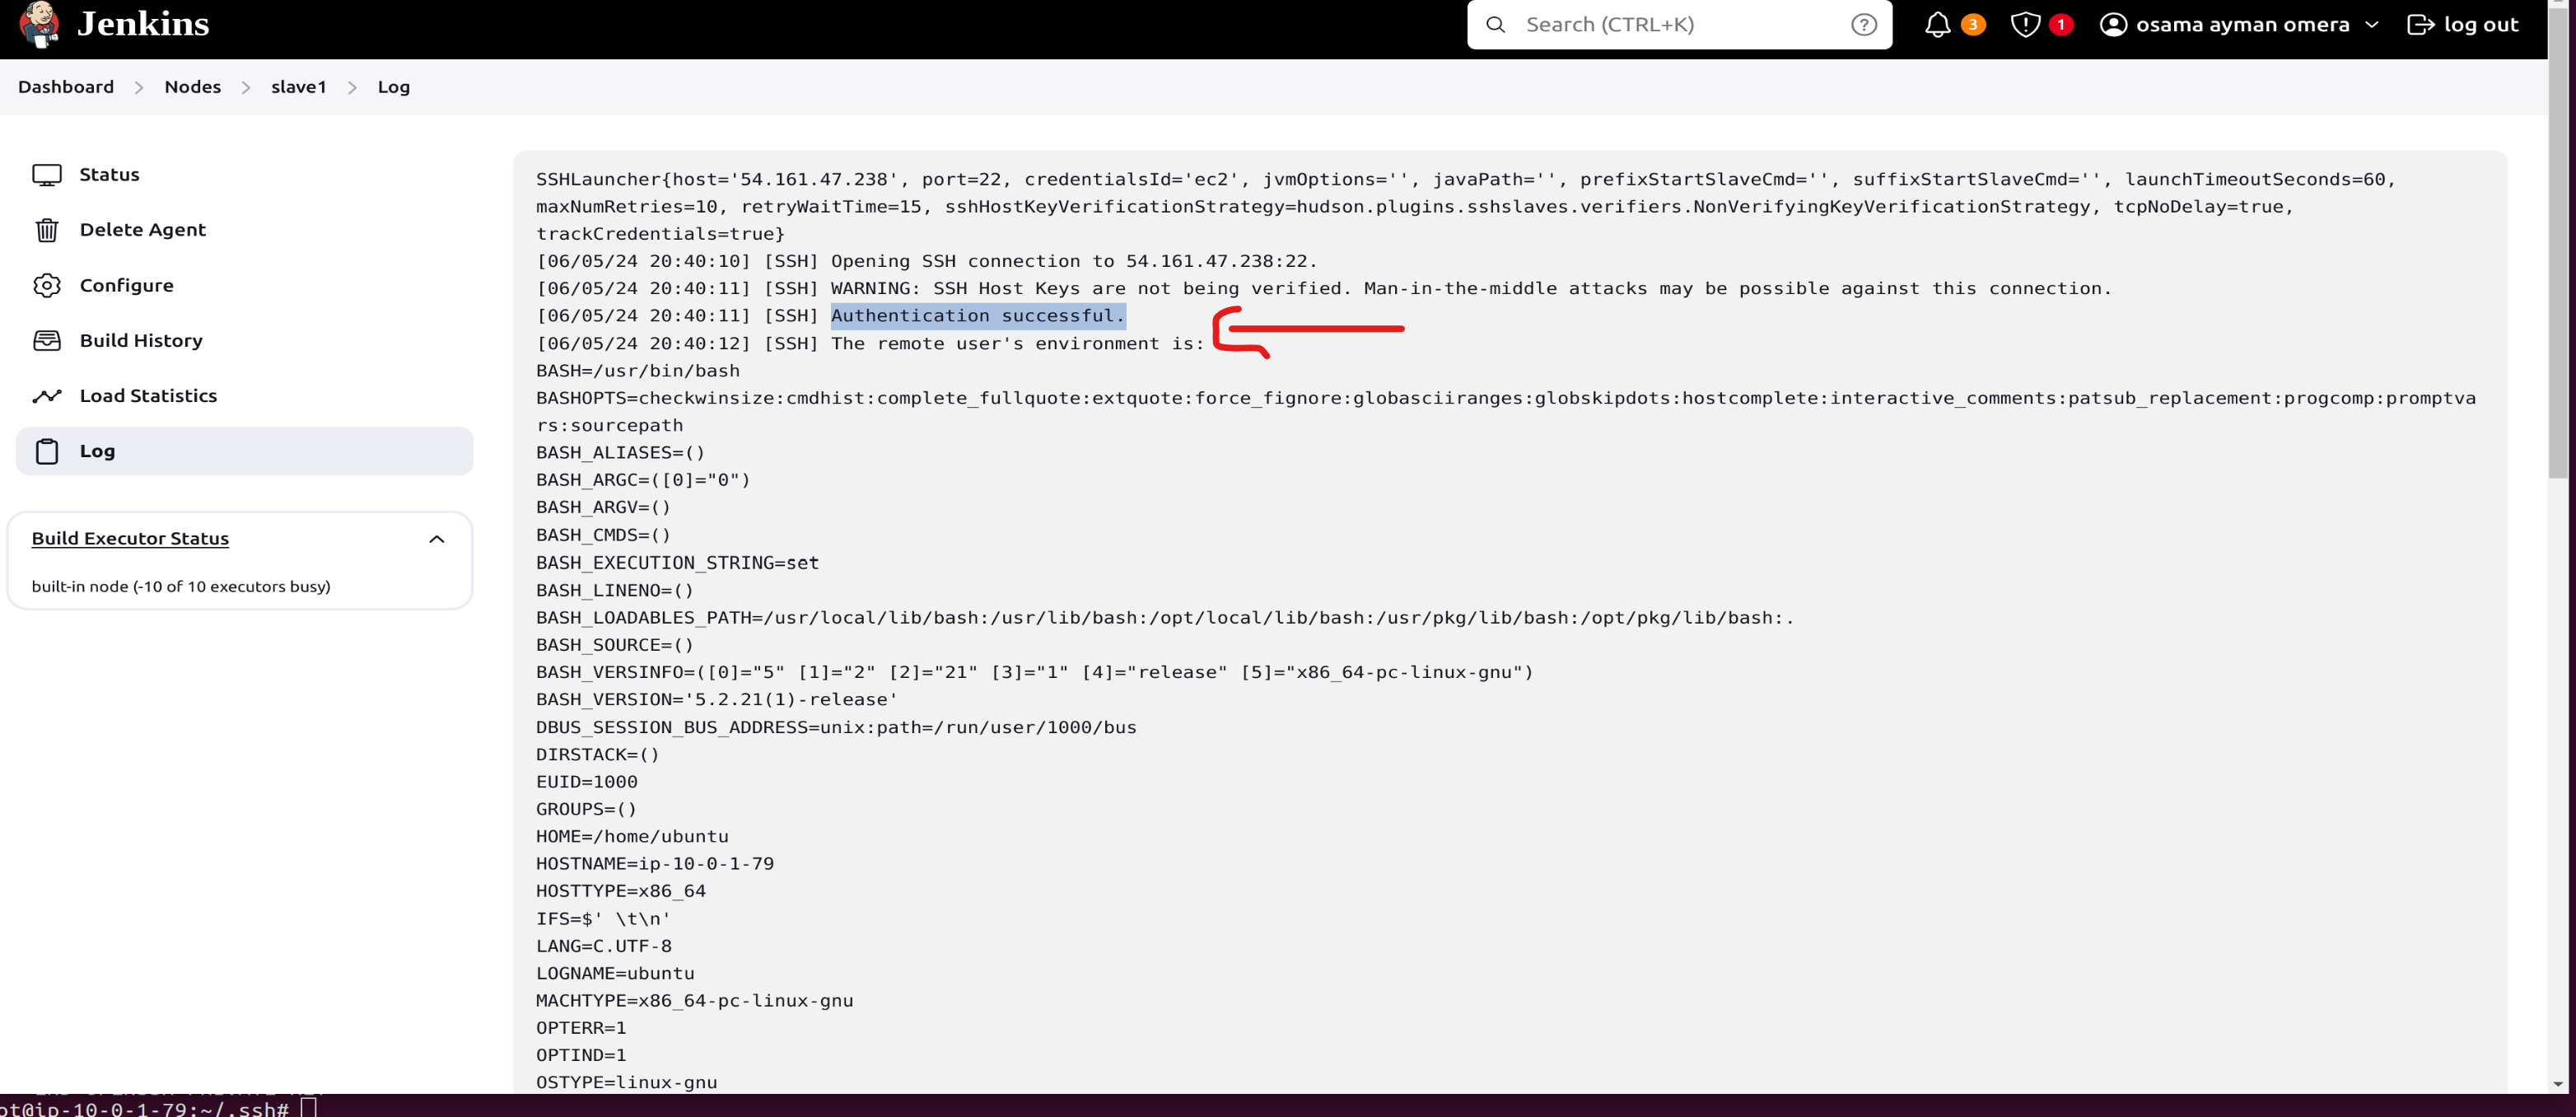 Jenkins
Search (CTRL+K)
?
3
1
osama ayman omera
log out
Dashboard > Nodes > slave1 > Log
Status
Delete Agent
Configure
Build History
Load Statistics
Log
Build Executor Status
built-in node (-10 of 10 executors busy)
SSHLauncher{host='54.161.47.238', port=22, credentialsId='ec2', jvmOptions='', javaPath='', prefixStartSlaveCmd='', suffixStartSlaveCmd='', launchTimeoutSeconds=60,
maxNumRetries=10, retryWaitTime=15, sshHostKeyVerificationStrategy=hudson.plugins.sshslaves.verifiers.NonVerifyingKeyVerificationStrategy, tcpNoDelay=true,
trackCredentials=true}
[06/05/24 20:40:10] [SSH] Opening SSH connection to 54.161.47.238:22.
[06/05/24 20:40:11] [SSH] WARNING: SSH Host Keys are not being verified. Man-in-the-middle attacks may be possible against this connection.
[06/05/24 20:40:11] [SSH] Authentication successful.
[06/05/24 20:40:12] [SSH] The remote user's environment is:
BASH=/usr/bin/bash
BASHOPTS=checkwinsize:cmdhist:complete_fullquote:extquote:force_fignore:globasciiranges:globskipdots:hostcomplete:interactive_comments:patsub_replacement:progcomp:promptva
rs:sourcepath
BASH_ALIASES=()
BASH_ARGC=([0]="0")
BASH_ARGV=()
BASH_CMDS=()
BASH_EXECUTION_STRING=set
BASH_LINENO=()
BASH_LOADABLES_PATH=/usr/local/lib/bash:/usr/lib/bash:/opt/local/lib/bash:/usr/pkg/lib/bash:/opt/pkg/lib/bash:.
BASH_SOURCE=()
BASH_VERSINFO=([0]="5" [1]="2" [2]="21" [3]="1" [4]="release" [5]="x86_64-pc-linux-gnu")
BASH_VERSION='5.2.21(1)-release'
DBUS_SESSION_BUS_ADDRESS=unix:path=/run/user/1000/bus
DIRSTACK=()
EUID=1000
GROUPS=()
HOME=/home/ubuntu
HOSTNAME=ip-10-0-1-79
HOSTTYPE=x86_64
IFS=$' \t\n'
LANG=C.UTF-8
LOGNAME=ubuntu
MACHTYPE=x86_64-pc-linux-gnu
OPTERR=1
OPTIND=1
OSTYPE=linux-gnu
ot@ip-10-0-1-79:~/.ssh#